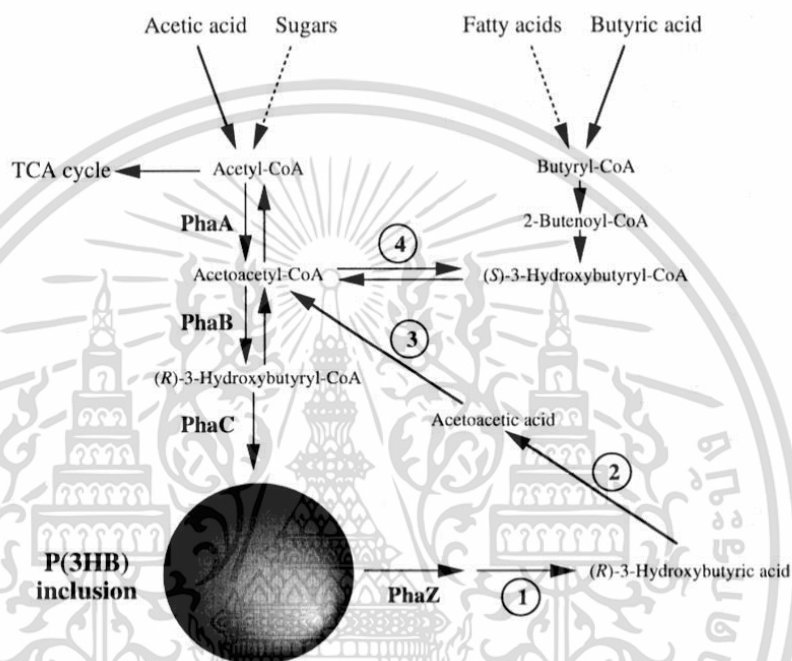 Acetic acid Sugars Fatty acids Butyric acid
TCA cycle Acetyl-CoA Butyryl-CoA
PhaA 2-Butenoyl-CoA
4
Acetoacetyl-CoA (S)-3-Hydroxybutyryl-CoA
PhaB
3
(R)-3-Hydroxybutyryl-CoA
PhaC Acetoacetic acid
2
P(3HB)
inclusion
(R)-3-Hydroxybutyric acid
PhaZ 1